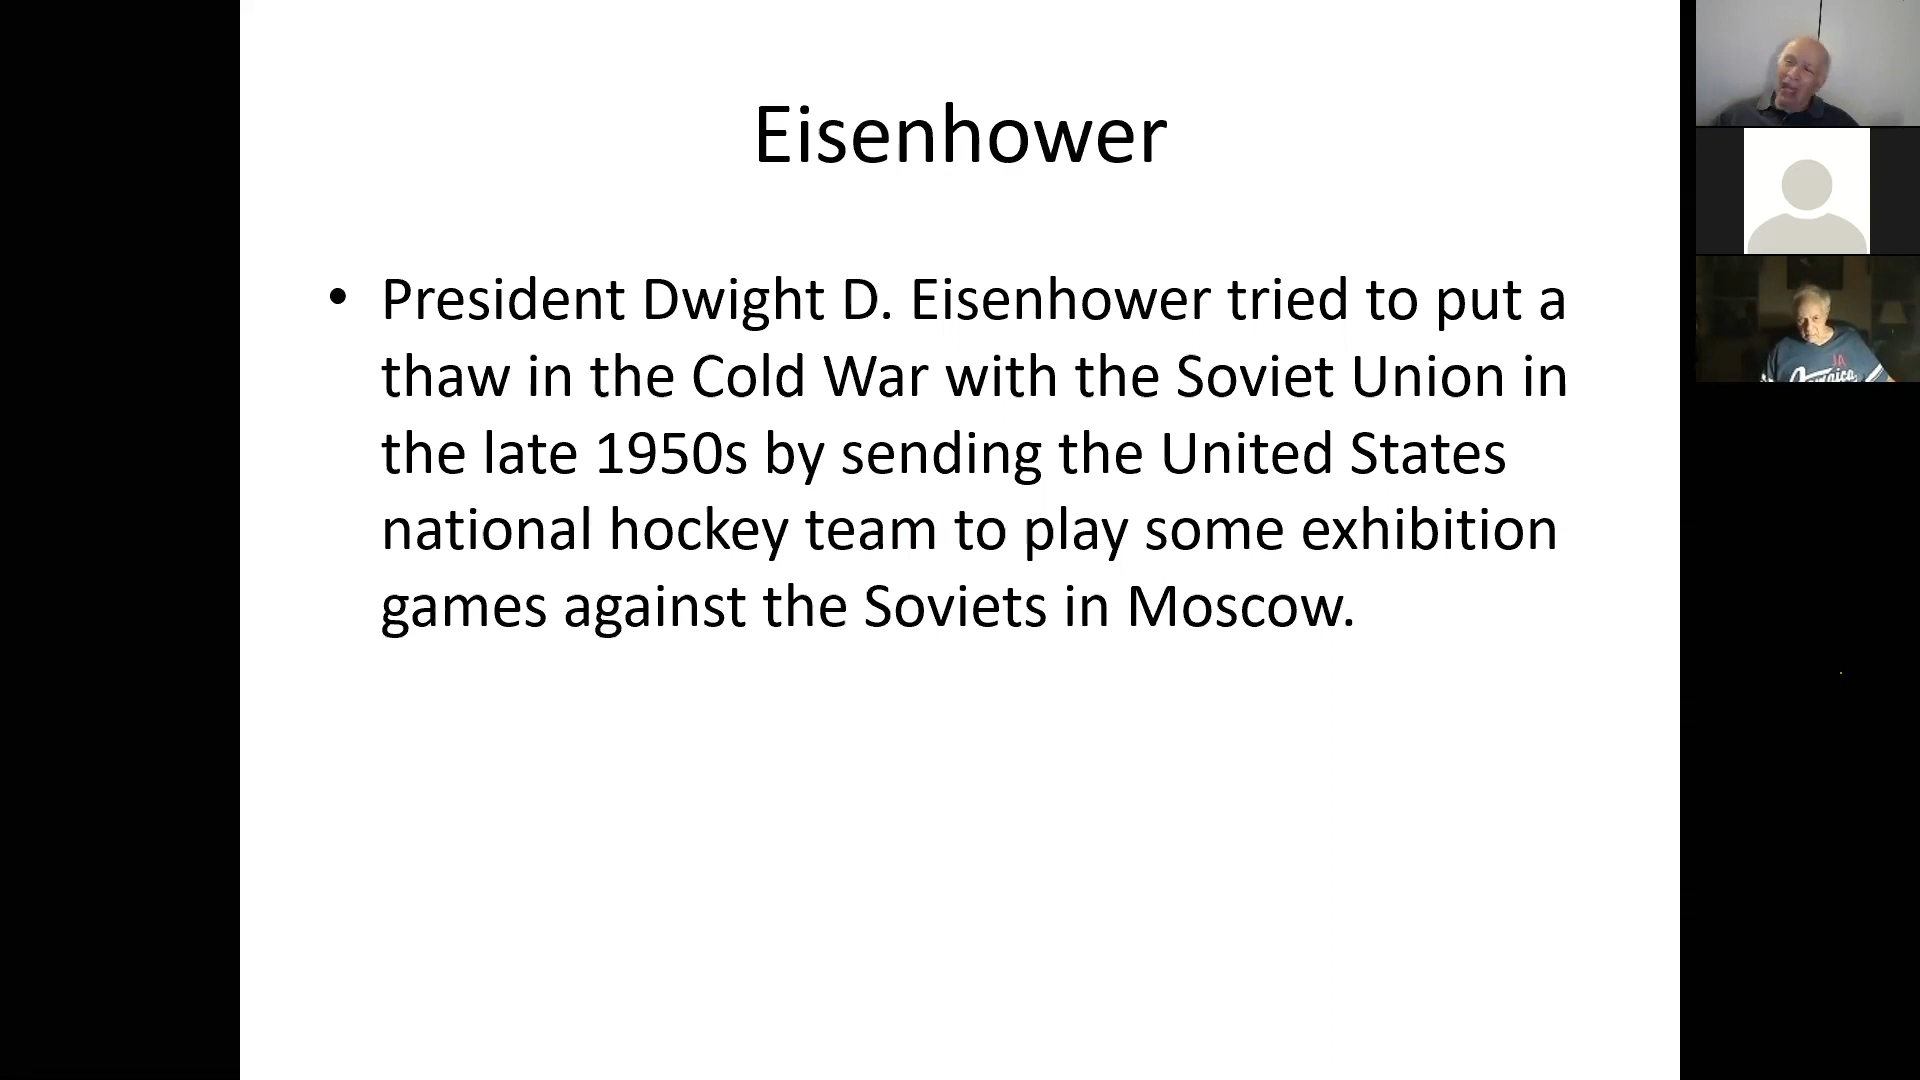 Eisenhower
• President Dwight D. Eisenhower tried to put a
thaw in the Cold War with the Soviet Union in
the late 1950s by sending the United States
national hockey team to play some exhibition
games against the Soviets in Moscow.
JA
Jamaica